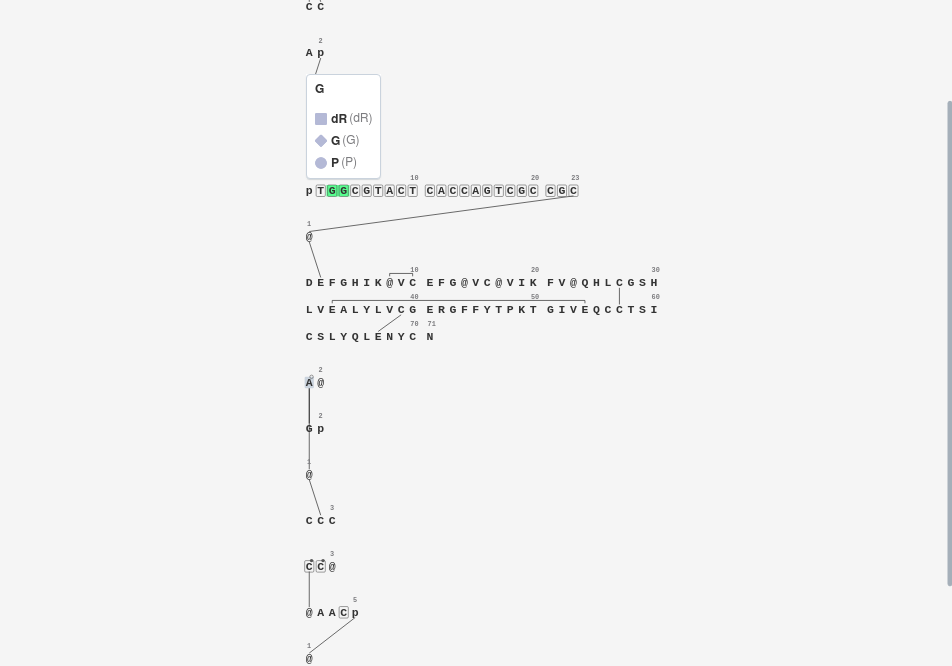 C C
2
A p
G
dR (dR)
G (G)
P (P)
10 20 23
p T G G C G T A C T C A C C A G T C G C C G C
1
@
10 20 30
D E F G H I K @ V C E F G @ V C @ V I K F V @ Q H L C G S H
40 50 60
L V E A L Y L V C G E R G F F Y T P K T G I V E Q C C T S I
70 71
C S L Y Q L E N Y C N
2
A @
2
G p
1
@
3
C C C
3
C C @
5
@ A A C p
1
@